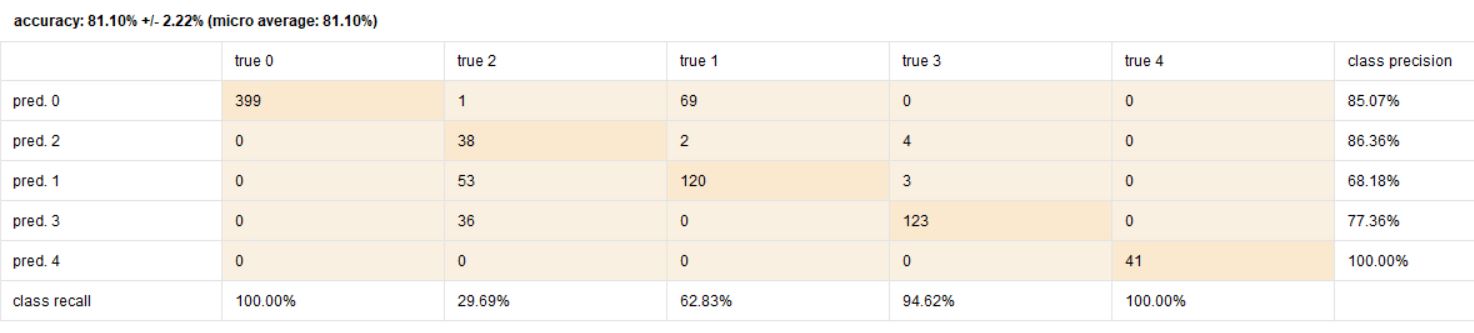 accuracy: 81.10% +/- 2.22% (micro average: 81.10%)
true 0 true 2 true 1 true 3 true 4 class precision
pred. 0 399 1 69 0 0 85.07%
pred. 2 0 38 2 4 0 86.36%
pred. 1 0 53 120 3 0 68.18%
pred. 3 0 36 0 123 0 77.36%
pred. 4 0 0 0 0 41 100.00%
class recall 100.00% 29.69% 62.83% 94.62% 100.00%